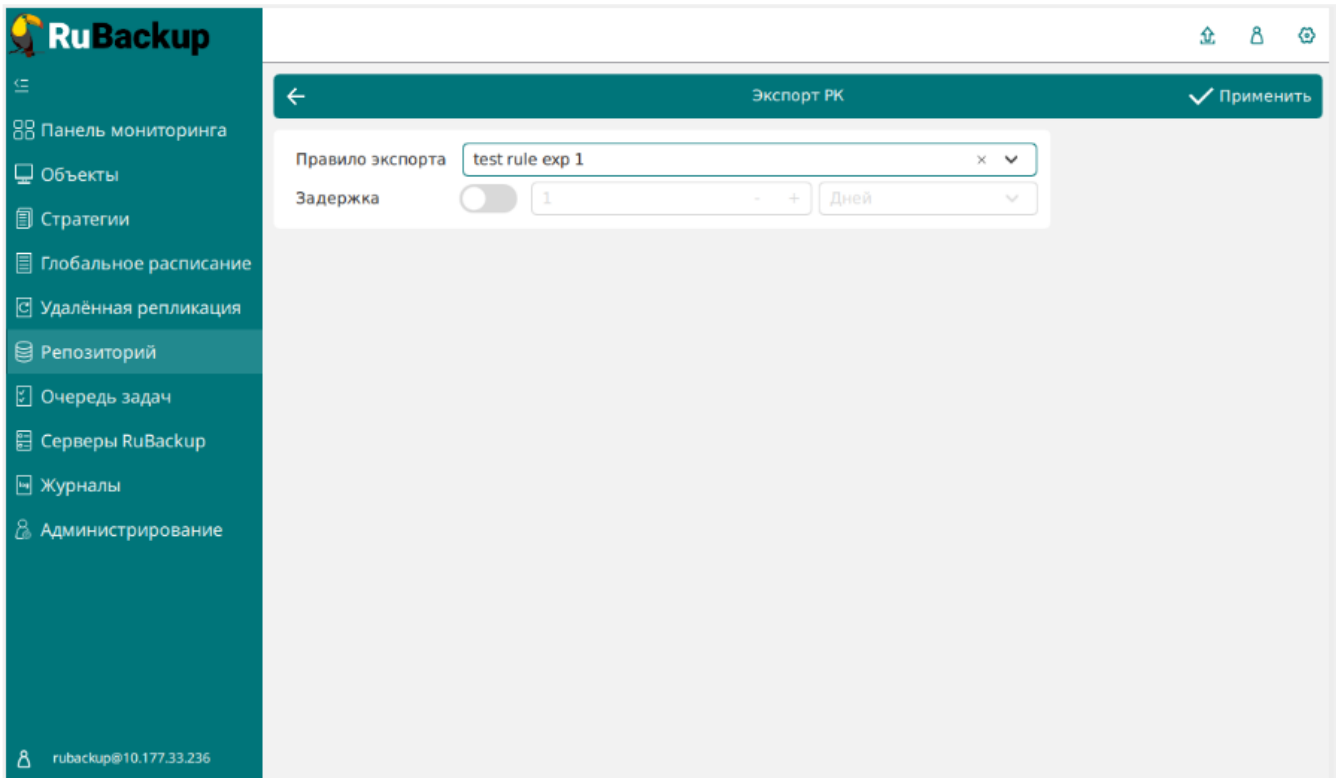 RuBackup
Экспорт РК
Применить
Панель мониторинга
Объекты
Стратегии
Глобальное расписание
Удалённая репликация
Репозиторий
Очередь задач
Серверы RuBackup
Журналы
Администрирование
Правило экспорта test rule exp 1
Задержка 1 - + Дней
rubackup@10.177.33.236